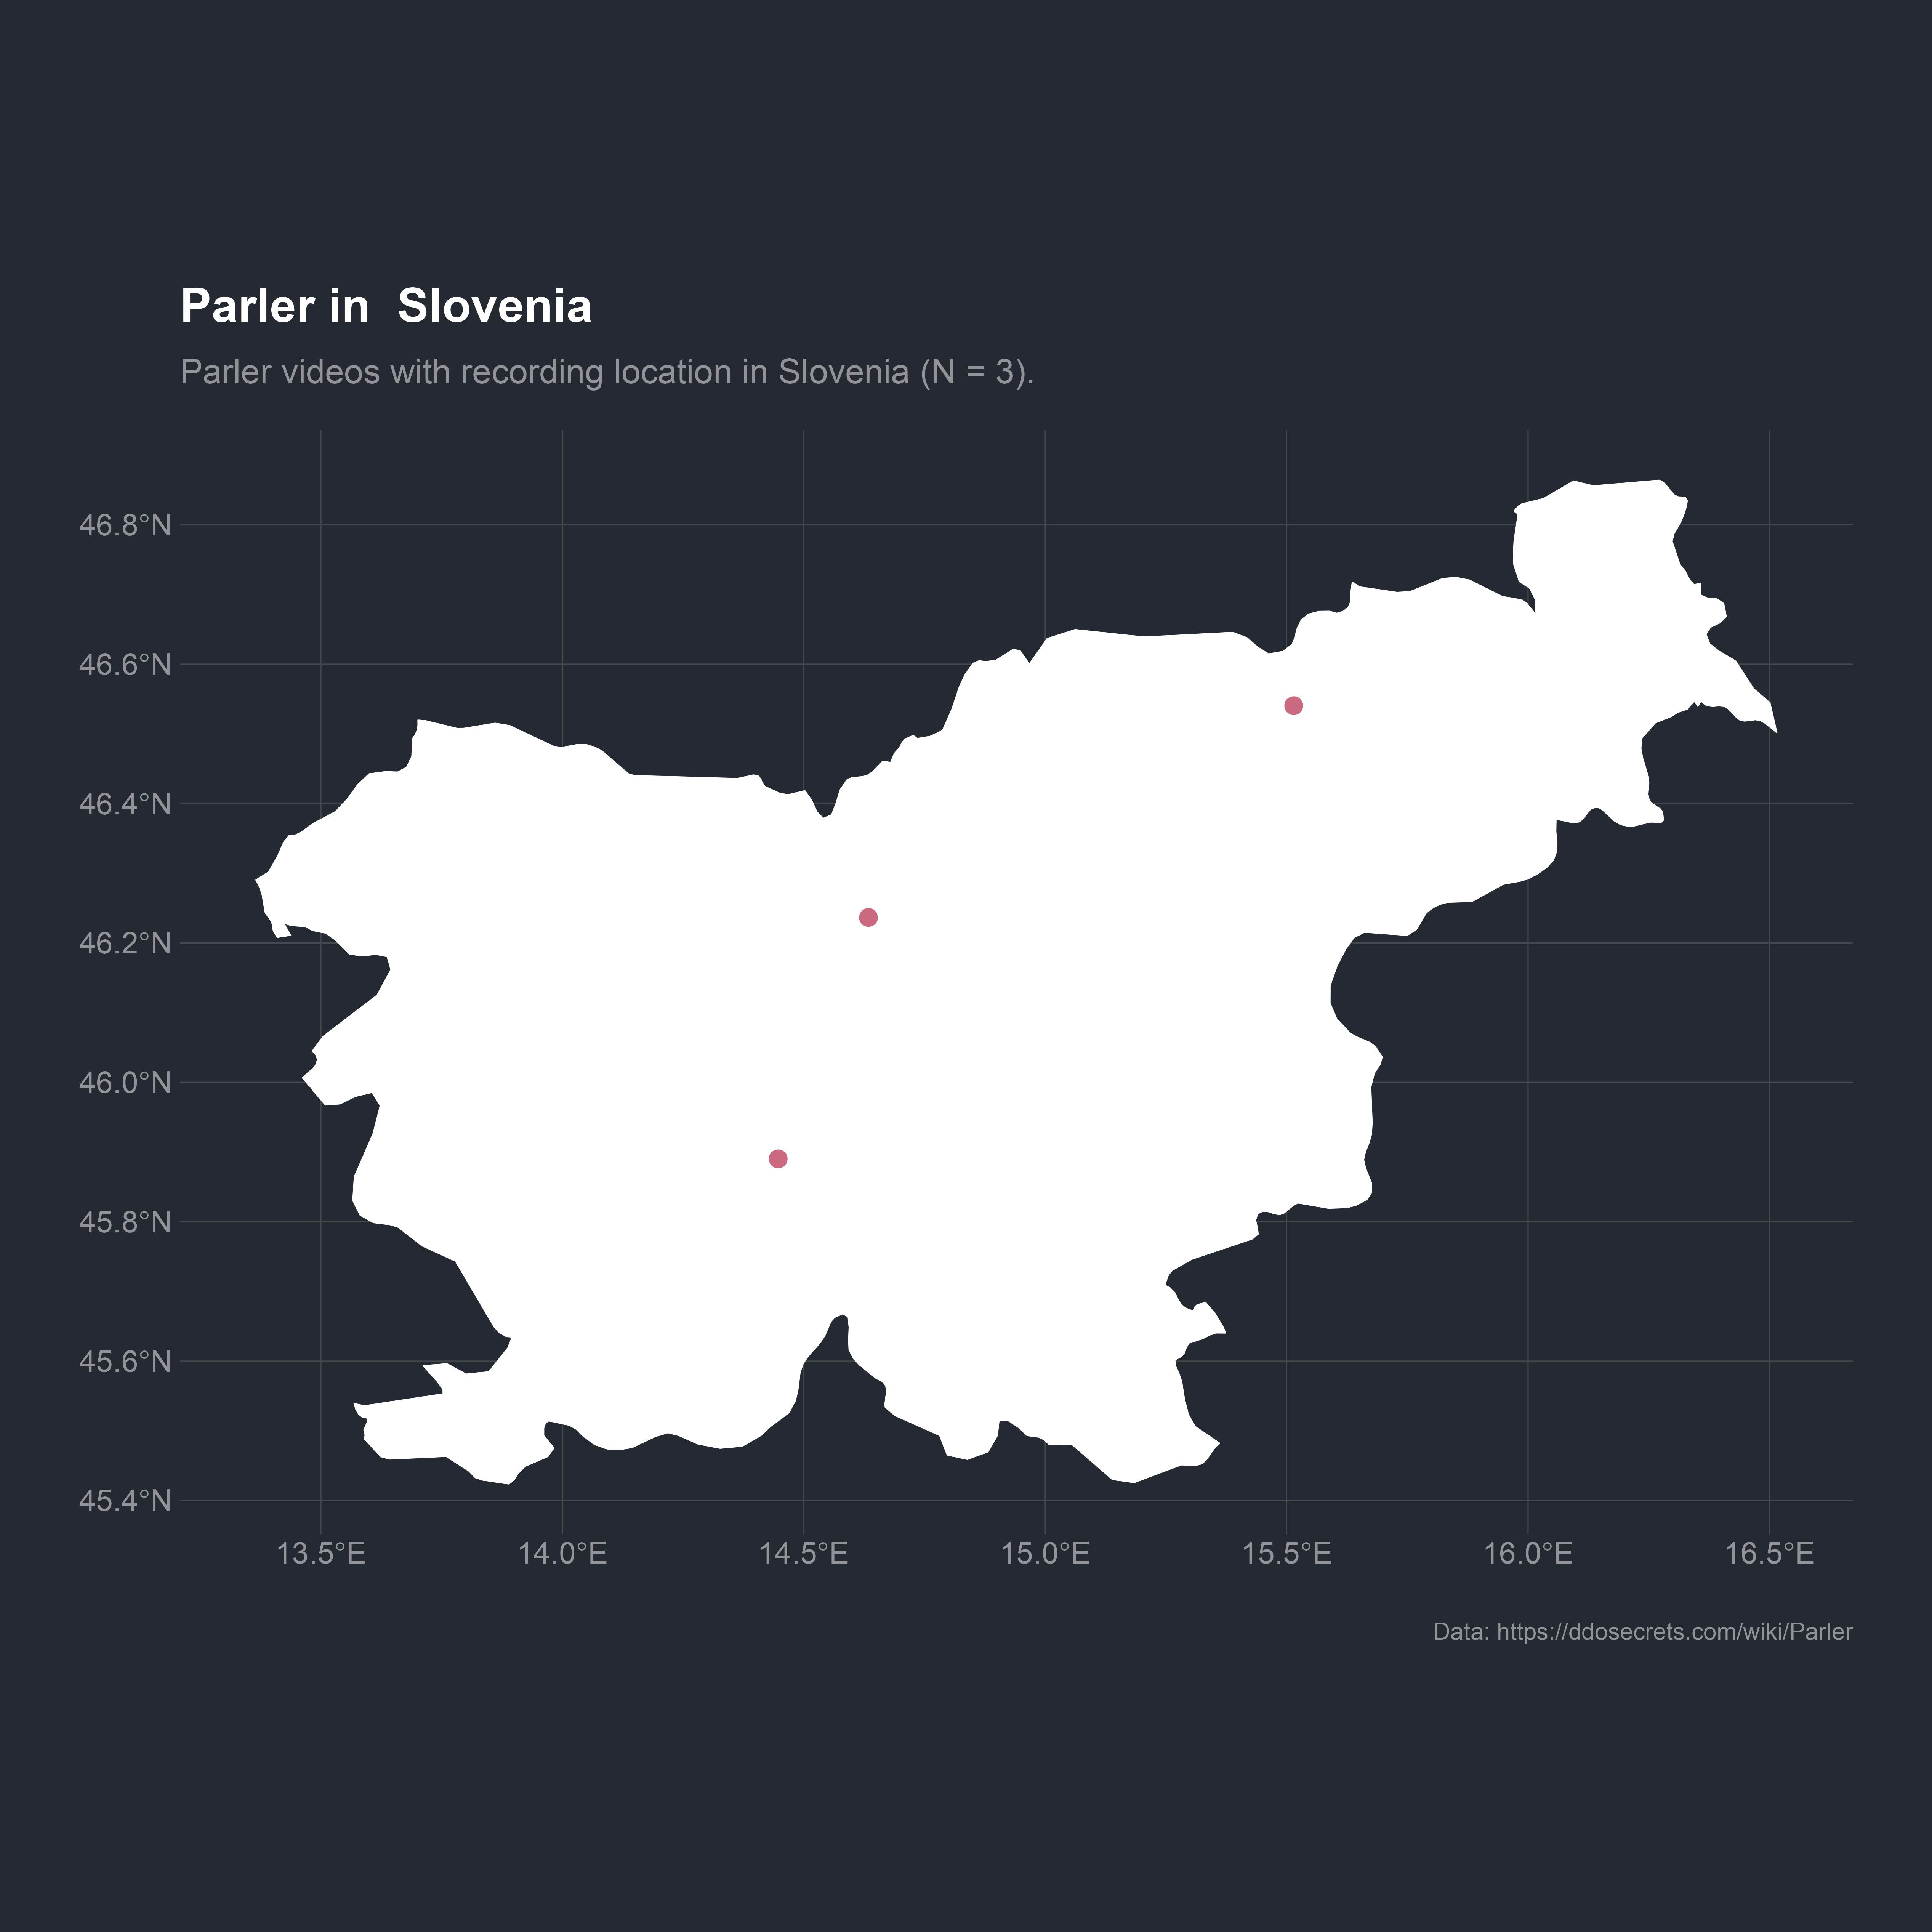 Parler in  Slovenia
Parler videos with recording location in Slovenia (N = 3).
46.8°N
46.6°N
46.4°N
46.2°N
46.0°N
45.8°N
45.6°N
45.4°N
13.5°E 14.0°E 14.5°E 15.0°E 15.5°E 16.0°E 16.5°E
Data: https://ddosecrets.com/wiki/Parler